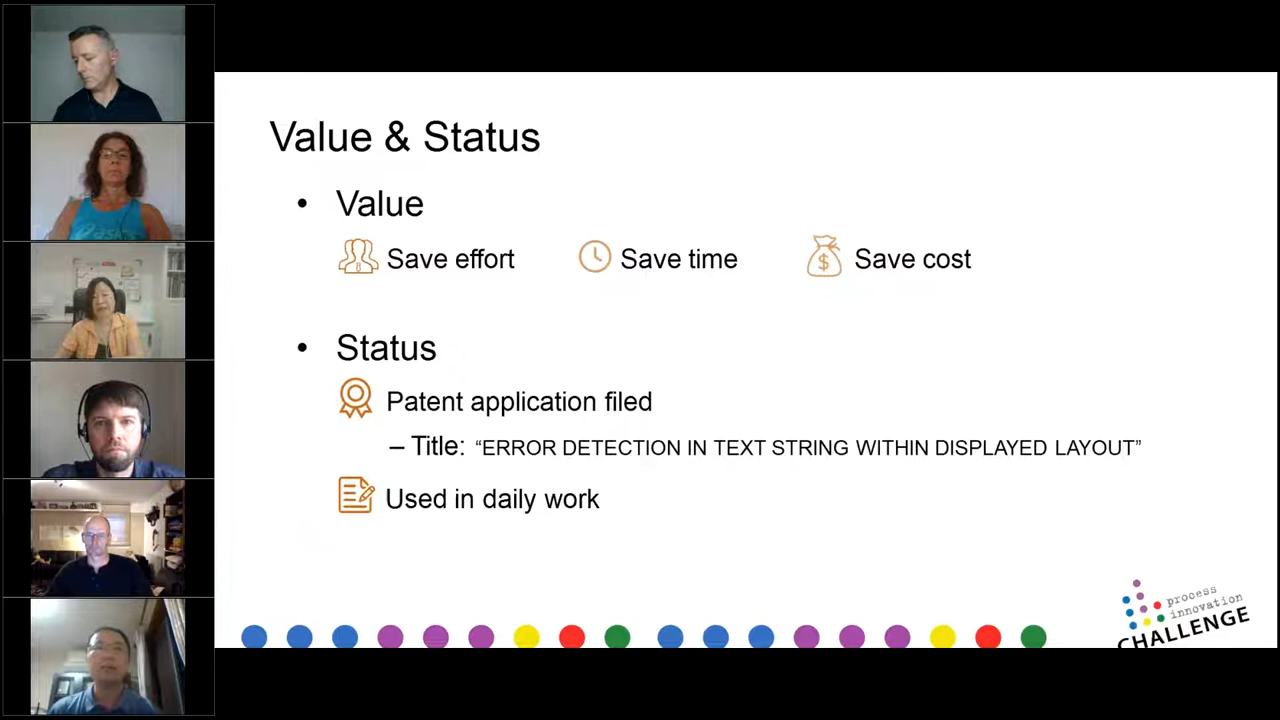 Value & Status
• Value
Save effort Save time Save cost
• Status
Patent application filed
– Title: “ERROR DETECTION IN TEXT STRING WITHIN DISPLAYED LAYOUT”
Used in daily work
process
innovation
CHALLENGE